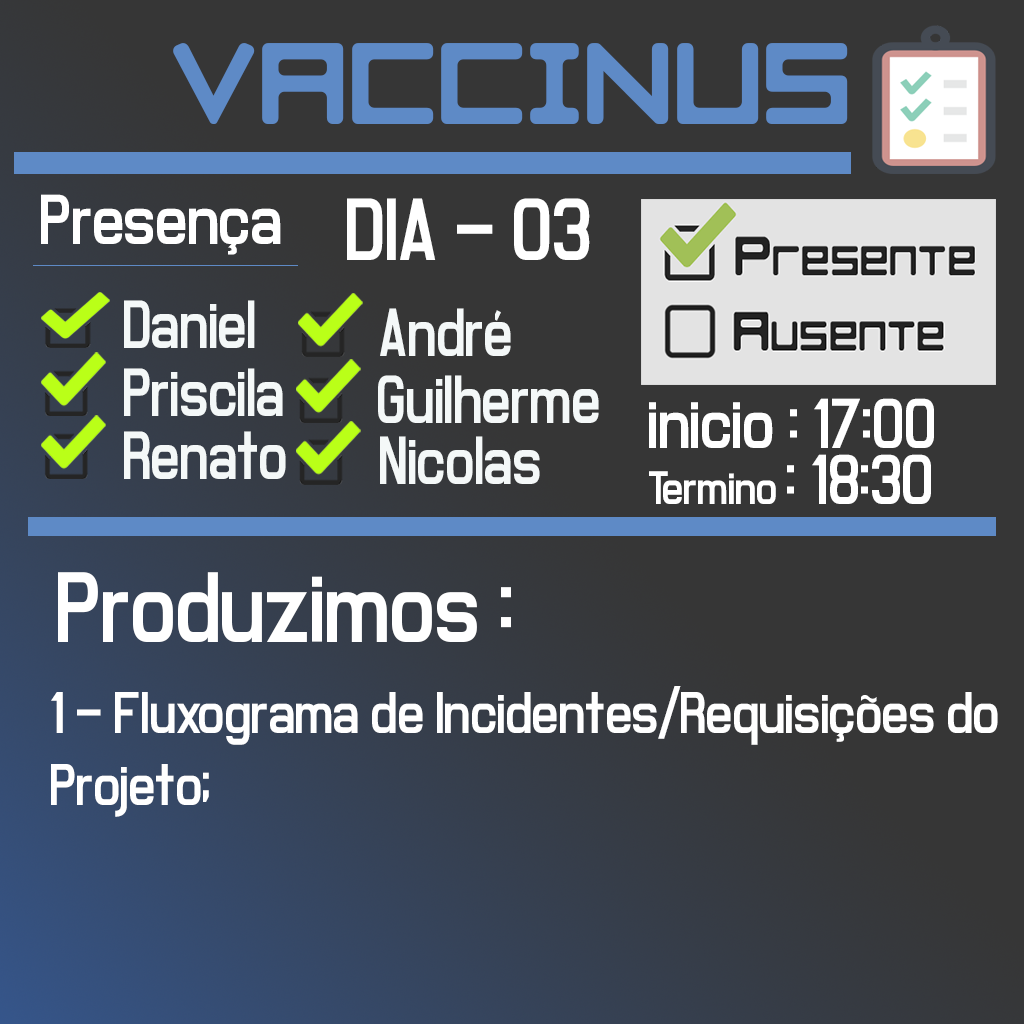 VACCINUS
Presença
DIA - 03
Presente
Ausente
Daniel
André
Priscila
Guilherme
Renato
Nicolas
inicio : 17:00
Termino : 18:30
Produzimos :
1 - Fluxograma de Incidentes/Requisições do
Projeto;